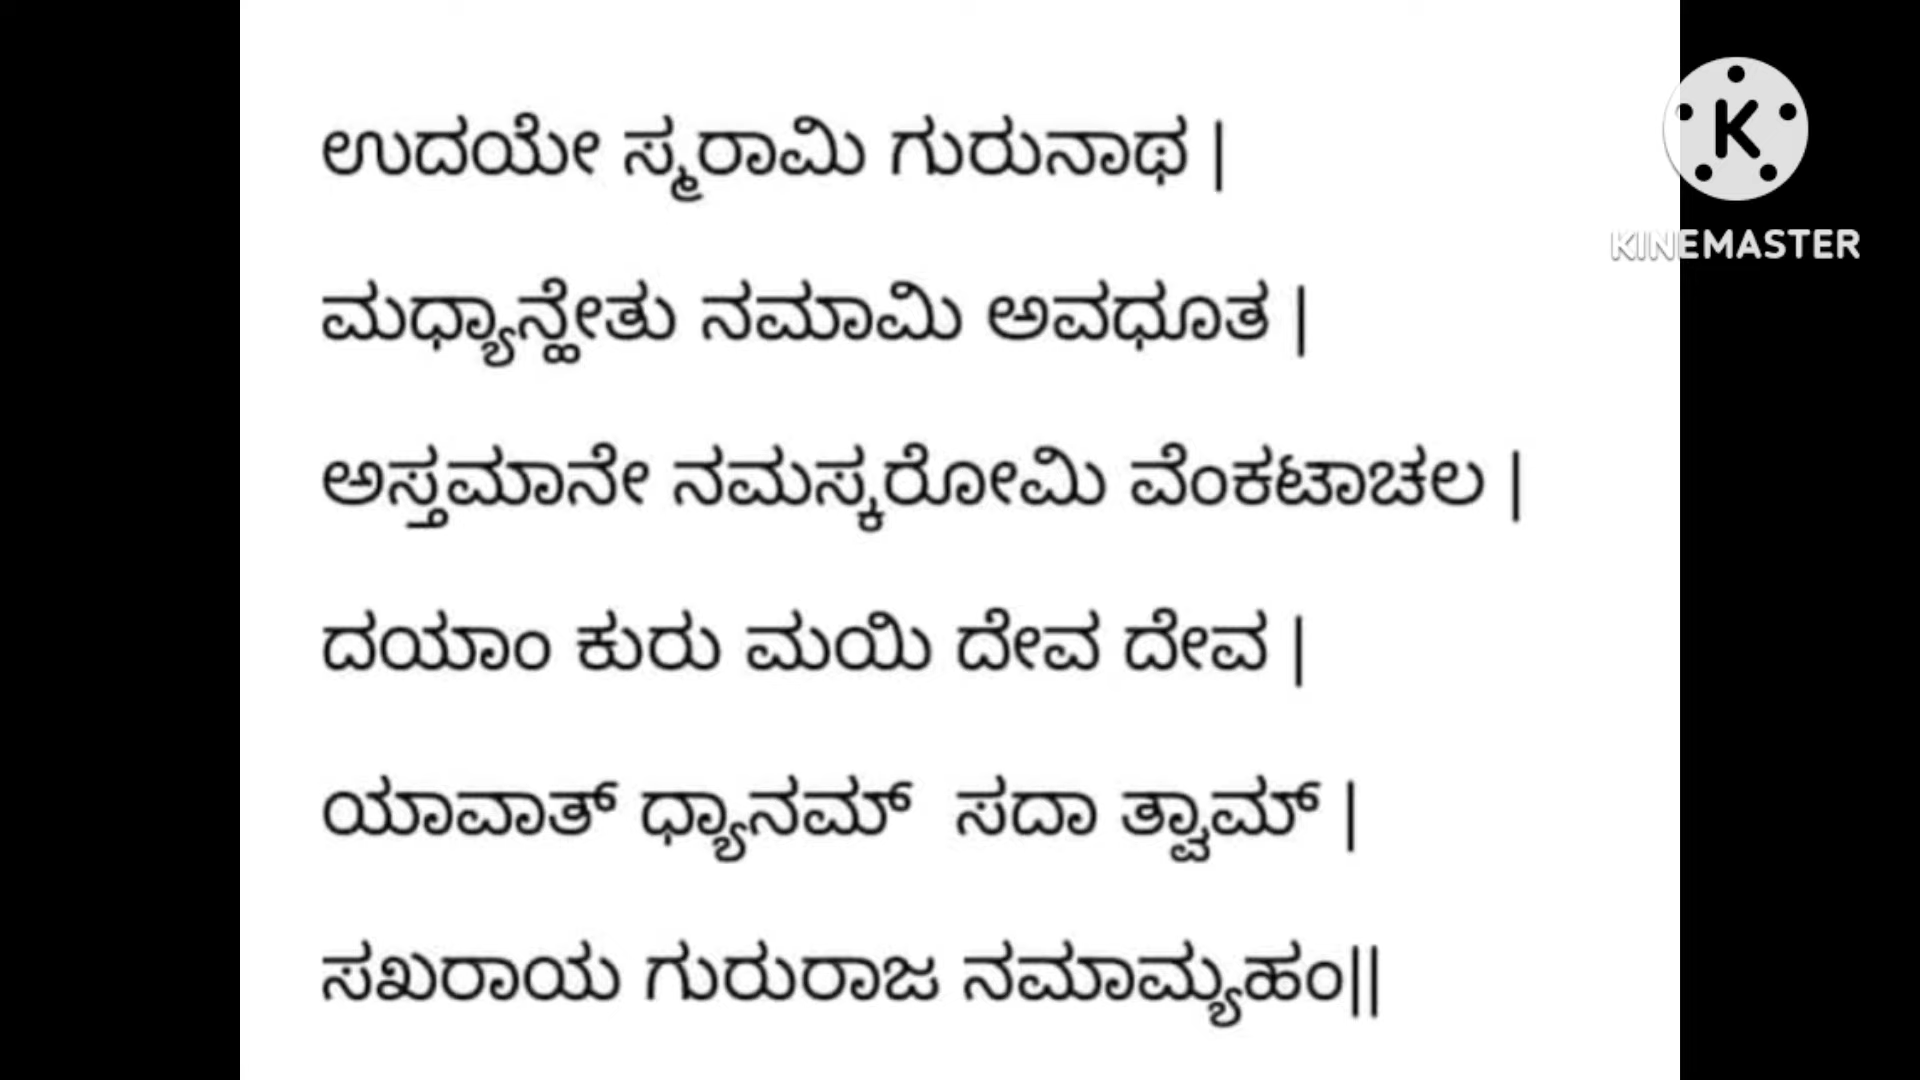 ಉದಯೇ ಸ್ಮರಾಮಿ ಗುರುನಾಥ |
ಮಧ್ಯಾನ್ಹೇತು ನಮಾಮಿ ಅವಧೂತ |
ಅಸ್ತಮಾನೇ ನಮಸ್ಕರೋಮಿ ವೆಂಕಟಾಚಲ |
ದಯಾಂ ಕುರು ಮಯಿ ದೇವ ದೇವ |
ಯಾವಾತ್ ಧ್ಯಾನಮ್ ಸದಾ ತ್ವಾಮ್ |
ಸಖರಾಯ ಗುರುರಾಜ ನಮಾಮ್ಯಹಂ||
K
KINEMASTER